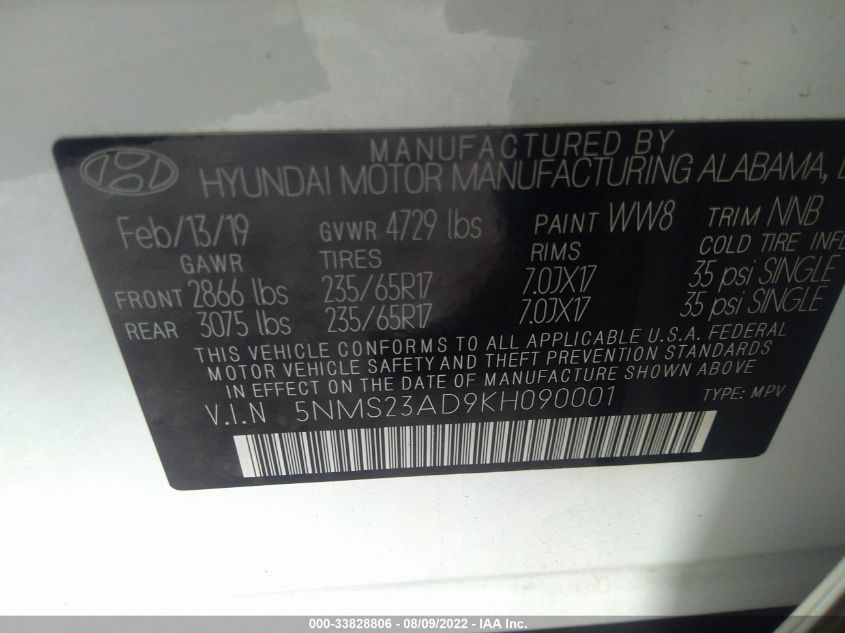 MANUFACTURED BY
HYUNDAI MOTOR MANUFACTURING ALABAMA,
Feb/13/19 GVWR 4729 lbs PAINT WW8 TRIM NNB
GAWR TIRES RIMS COLD TIRE INFL
FRONT 2866 lbs 235/65R17 7.0JX17 35 psi SINGLE
REAR 3075 lbs 235/65R17 7.0JX17 35 psi SINGLE
THIS VEHICLE CONFORMS TO ALL APPLICABLE U.S.A. FEDERAL
MOTOR VEHICLE SAFETY AND THEFT PREVENTION STANDARDS
IN EFFECT ON THE DATE OF MANUFACTURE SHOWN ABOVE
V.I.N 5NMS23AD9KH090001 TYPE: MPV
000-33828806 - 08/09/2022 - IAA Inc.